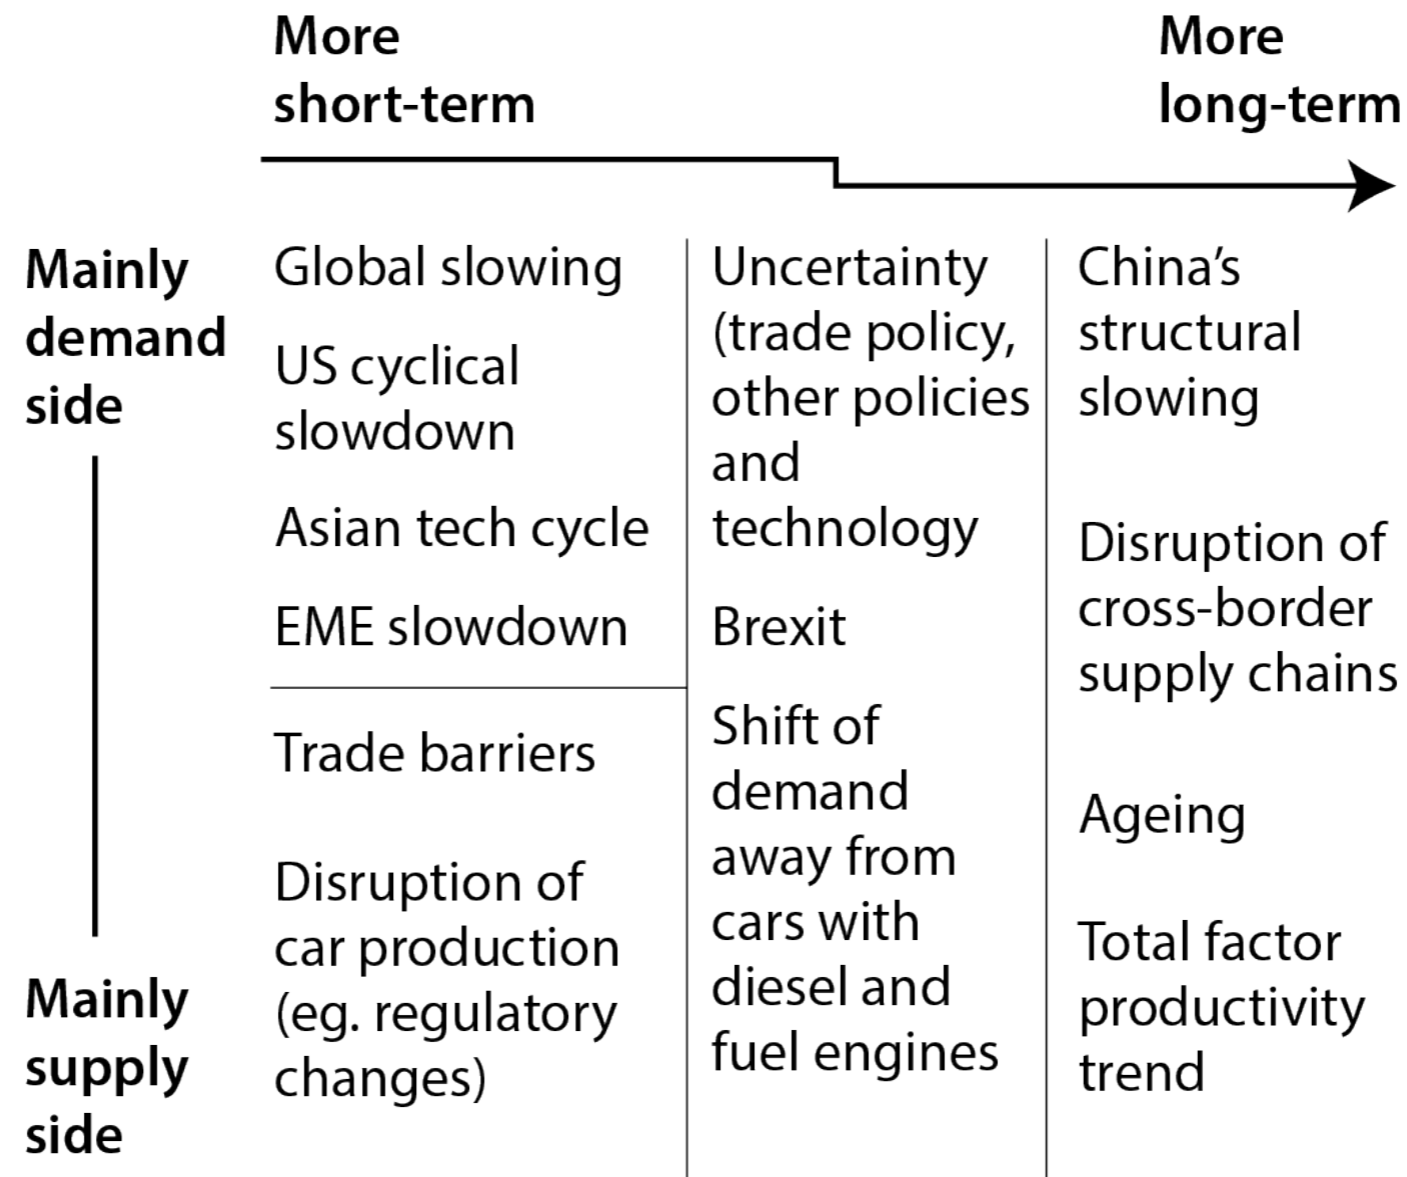 More
short-term
More
long-term
Mainly
demand
side
Mainly
supply
side
Global slowing
US cyclical
slowdown
Asian tech cycle
EME slowdown
Trade barriers
Disruption of
car production
(eg. regulatory
changes)
Uncertainty
(trade policy,
other policies
and
technology
Brexit
Shift of
demand
away from
cars with
diesel and
fuel engines
China’s
structural
slowing
Disruption of
cross-border
supply chains
Ageing
Total factor
productivity
trend